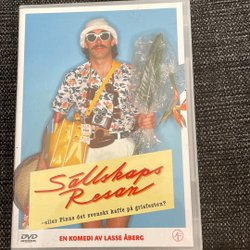 Sällskaps
Resan
-eller Finns det svenskt kaffe på grisfesten?
DVD
EN KOMEDI AV LASSE ÅBERG